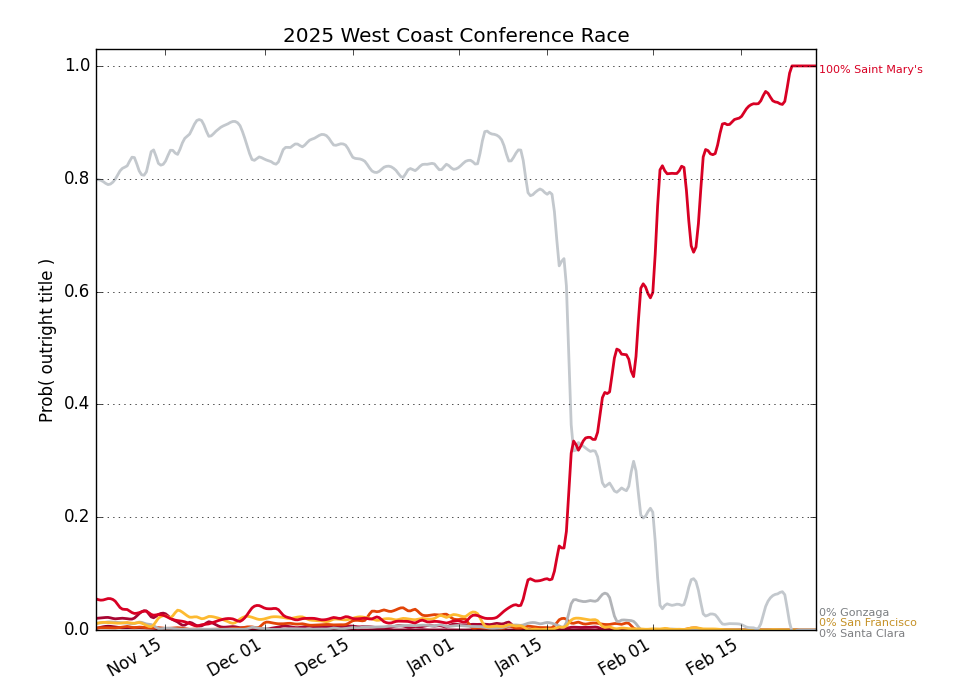 2025 West Coast Conference Race
1.0
100% Saint Mary's
0.8
0.6
Prob( outright title )
0.4
0.2
0% Gonzaga
0% San Francisco
0.0
0% Santa Clara
Nov 15
Dec 01
Dec 15
Jan 01
Jan 15
Feb 01
Feb 15